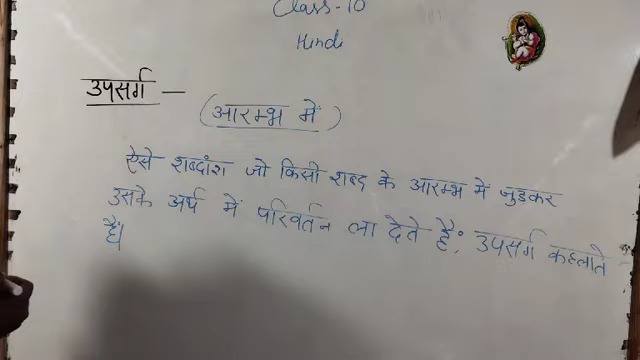 Class-10
Hindi
उपसर्ग —
(आरम्भ में)
ऐसे शब्दांश जो किसी शब्द के आरम्भ में जुड़कर
उसके अर्थ में परिवर्तन ला देते हैं; उपसर्ग कहलाते
हैं।